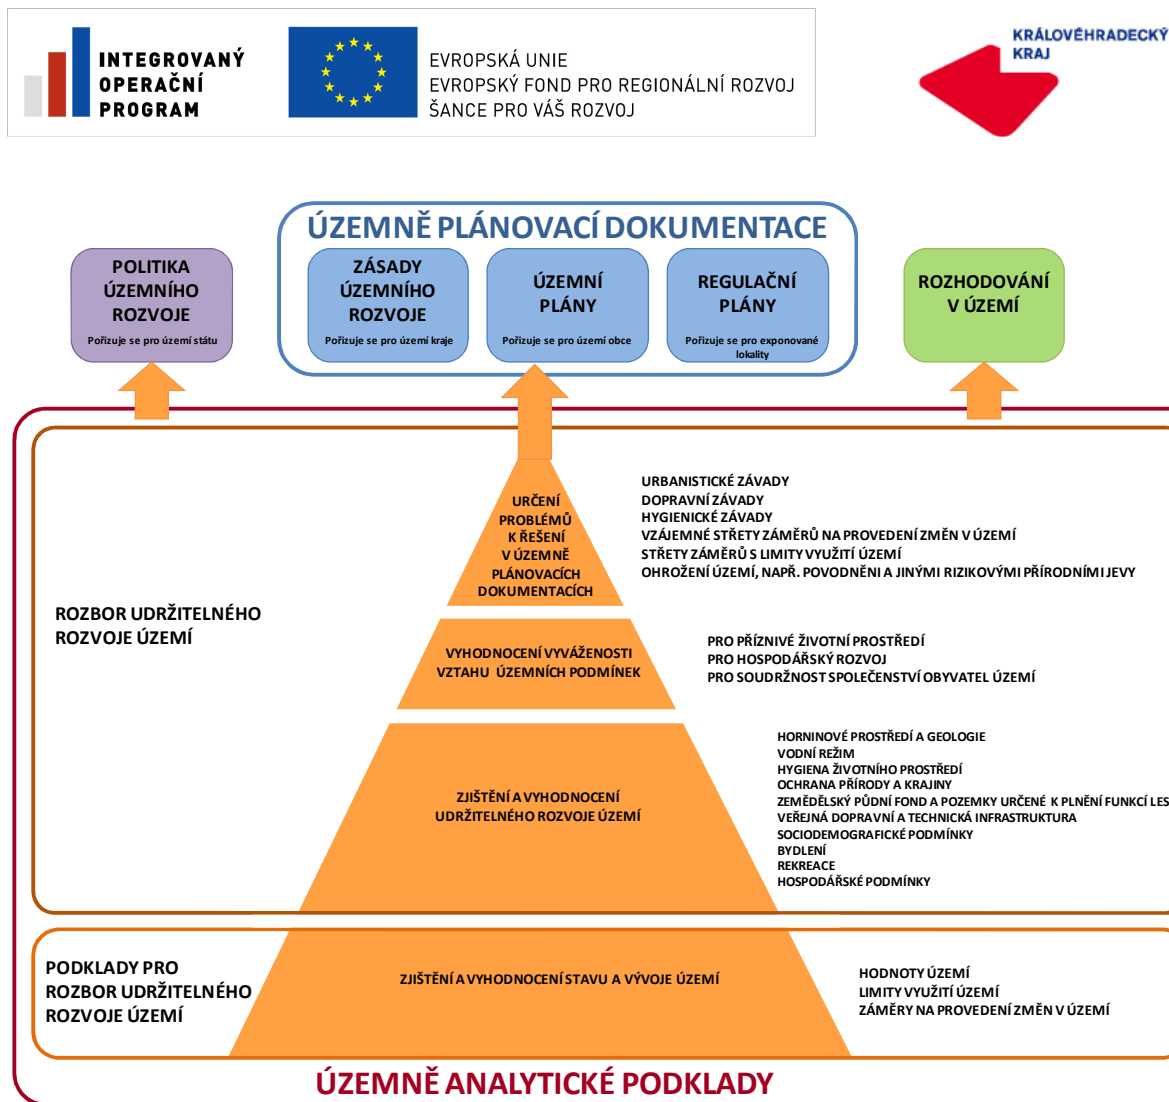 INTEGROVANÝ
OPERAČNÍ
PROGRAM
EVROPSKÁ UNIE
EVROPSKÝ FOND PRO REGIONÁLNÍ ROZVOJ
ŠANCE PRO VÁŠ ROZVOJ
KRÁLOVÉHRADECKÝ
KRAJ
ÚZEMNĚ PLÁNOVACÍ DOKUMENTACE
POLITIKA
ÚZEMNÍHO
ROZVOJE
Pořizuje se pro území státu
ZÁSADY
ÚZEMNÍHO
ROZVOJE
Pořizuje se pro území kraje
ÚZEMNÍ
PLÁNY
Pořizuje se pro území obce
REGULAČNÍ
PLÁNY
Pořizuje se pro exponované
lokality
ROZHODOVÁNÍ
V ÚZEMÍ
URČENÍ
PROBLÉMŮ
K ŘEŠENÍ
V ÚZEMNĚ
PLÁNOVACÍCH
DOKUMENTACÍCH
URBANISTICKÉ ZÁVADY
DOPRAVNÍ ZÁVADY
HYGIENICKÉ ZÁVADY
VZÁJEMNÉ STŘETY ZÁMĚRŮ NA PROVEDENÍ ZMĚN V ÚZEMÍ
STŘETY ZÁMĚRŮ S LIMITY VYUŽITÍ ÚZEMÍ
OHROŽENÍ ÚZEMÍ, NAPŘ. POVODNĚNI A JINÝMI RIZIKOVÝMI PŘÍRODNÍMI JEVY
ROZBOR UDRŽITELNÉHO
ROZVOJE ÚZEMÍ
VYHODNOCENÍ VYVÁŽENOSTI
VZTAHU ÚZEMNÍCH PODMÍNEK
PRO PŘÍZNIVÉ ŽIVOTNÍ PROSTŘEDÍ
PRO HOSPODÁŘSKÝ ROZVOJ
PRO SOUDRŽNOST SPOLEČENSTVÍ OBYVATEL ÚZEMÍ
ZJIŠTĚNÍ A VYHODNOCENÍ
UDRŽITELNÉHO ROZVOJE ÚZEMÍ
HORNINOVÉ PROSTŘEDÍ A GEOLOGIE
VODNÍ REŽIM
HYGIENA ŽIVOTNÍHO PROSTŘEDÍ
OCHRANA PŘÍRODY A KRAJINY
ZEMĚDĚLSKÝ PŮDNÍ FOND A POZEMKY URČENÉ K PLNĚNÍ FUNKCÍ LES
VEŘEJNÁ DOPRAVNÍ A TECHNICKÁ INFRASTRUKTURA
SOCIODEMOGRAFICKÉ PODMÍNKY
BYDLENÍ
REKREACE
HOSPODÁŘSKÉ PODMÍNKY
PODKLADY PRO
ROZBOR UDRŽITELNÉHO
ROZVOJE ÚZEMÍ
ZJIŠTĚNÍ A VYHODNOCENÍ STAVU A VÝVOJE ÚZEMÍ
HODNOTY ÚZEMÍ
LIMITY VYUŽITÍ ÚZEMÍ
ZÁMĚRY NA PROVEDENÍ ZMĚN V ÚZEMÍ
ÚZEMNĚ ANALYTICKÉ PODKLADY